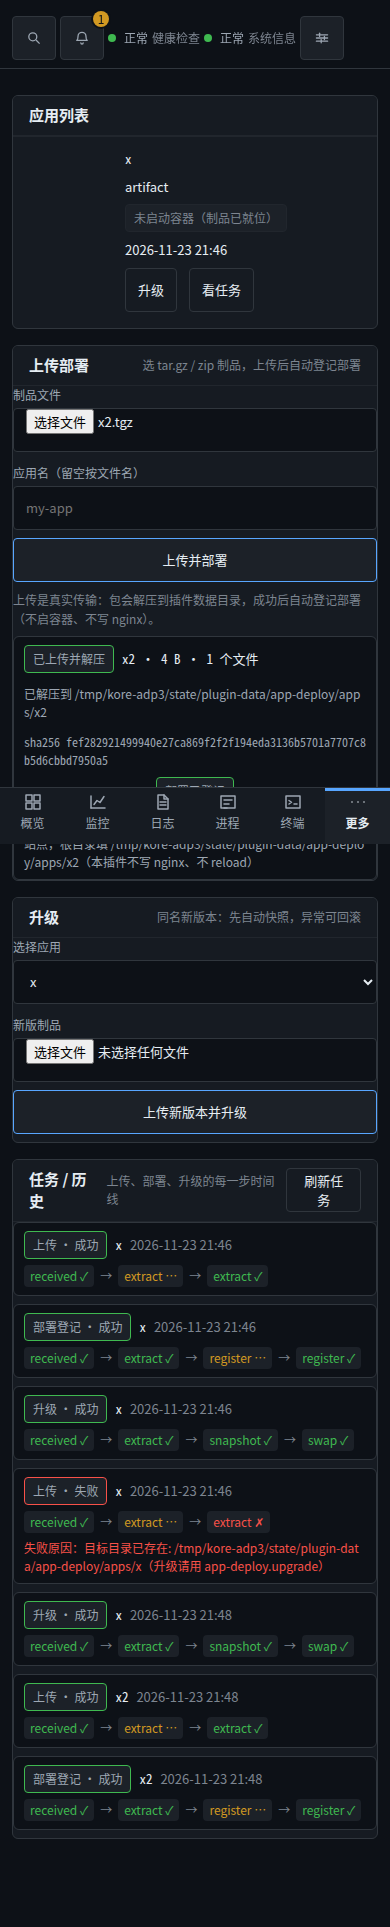 1
正常 健康检查 正常 系统信息
应用列表
x
artifact
未启动容器（制品已就位）
2026-11-23 21:46
升级 看任务
上传部署 选 tar.gz / zip 制品，上传后自动登记部署
制品文件
选择文件 x2.tgz
应用名（留空按文件名）
my-app
上传并部署
上传是真实传输：包会解压到插件数据目录，成功后自动登记部署
（不启容器、不写 nginx）。
已上传并解压 x2 · 4 B · 1 个文件
已解压到 /tmp/kore-adp3/state/plugin-data/app-deploy/app
s/x2
sha256 fef282921499940e27ca869f2f2f194eda3136b5701a7707c8
b5d6cbbd7950a5
概览 监控 日志 进程 终端 更多
站点，根目录填 /tmp/kore-adp3/state/plugin-data/app-deplo
y/apps/x2（本插件不写 nginx、不 reload）
升级 同名新版本：先自动快照，异常可回滚
选择应用
x
新版制品
选择文件 未选择任何文件
上传新版本并升级
任务 / 历
史
上传、部署、升级的每一步时间
线
刷新任
务
上传 · 成功 x 2026-11-23 21:46
received ✓ → extract ··· → extract ✓
部署登记 · 成功 x 2026-11-23 21:46
received ✓ → extract ✓ → register ··· → register ✓
升级 · 成功 x 2026-11-23 21:46
received ✓ → extract ✓ → snapshot ✓ → swap ✓
上传 · 失败 x 2026-11-23 21:46
received ✓ → extract ··· → extract ✗
失败原因：目标目录已存在: /tmp/kore-adp3/state/plugin-dat
a/app-deploy/apps/x（升级请用 app-deploy.upgrade）
升级 · 成功 x 2026-11-23 21:48
received ✓ → extract ✓ → snapshot ✓ → swap ✓
上传 · 成功 x2 2026-11-23 21:48
received ✓ → extract ··· → extract ✓
部署登记 · 成功 x2 2026-11-23 21:48
received ✓ → extract ✓ → register ··· → register ✓